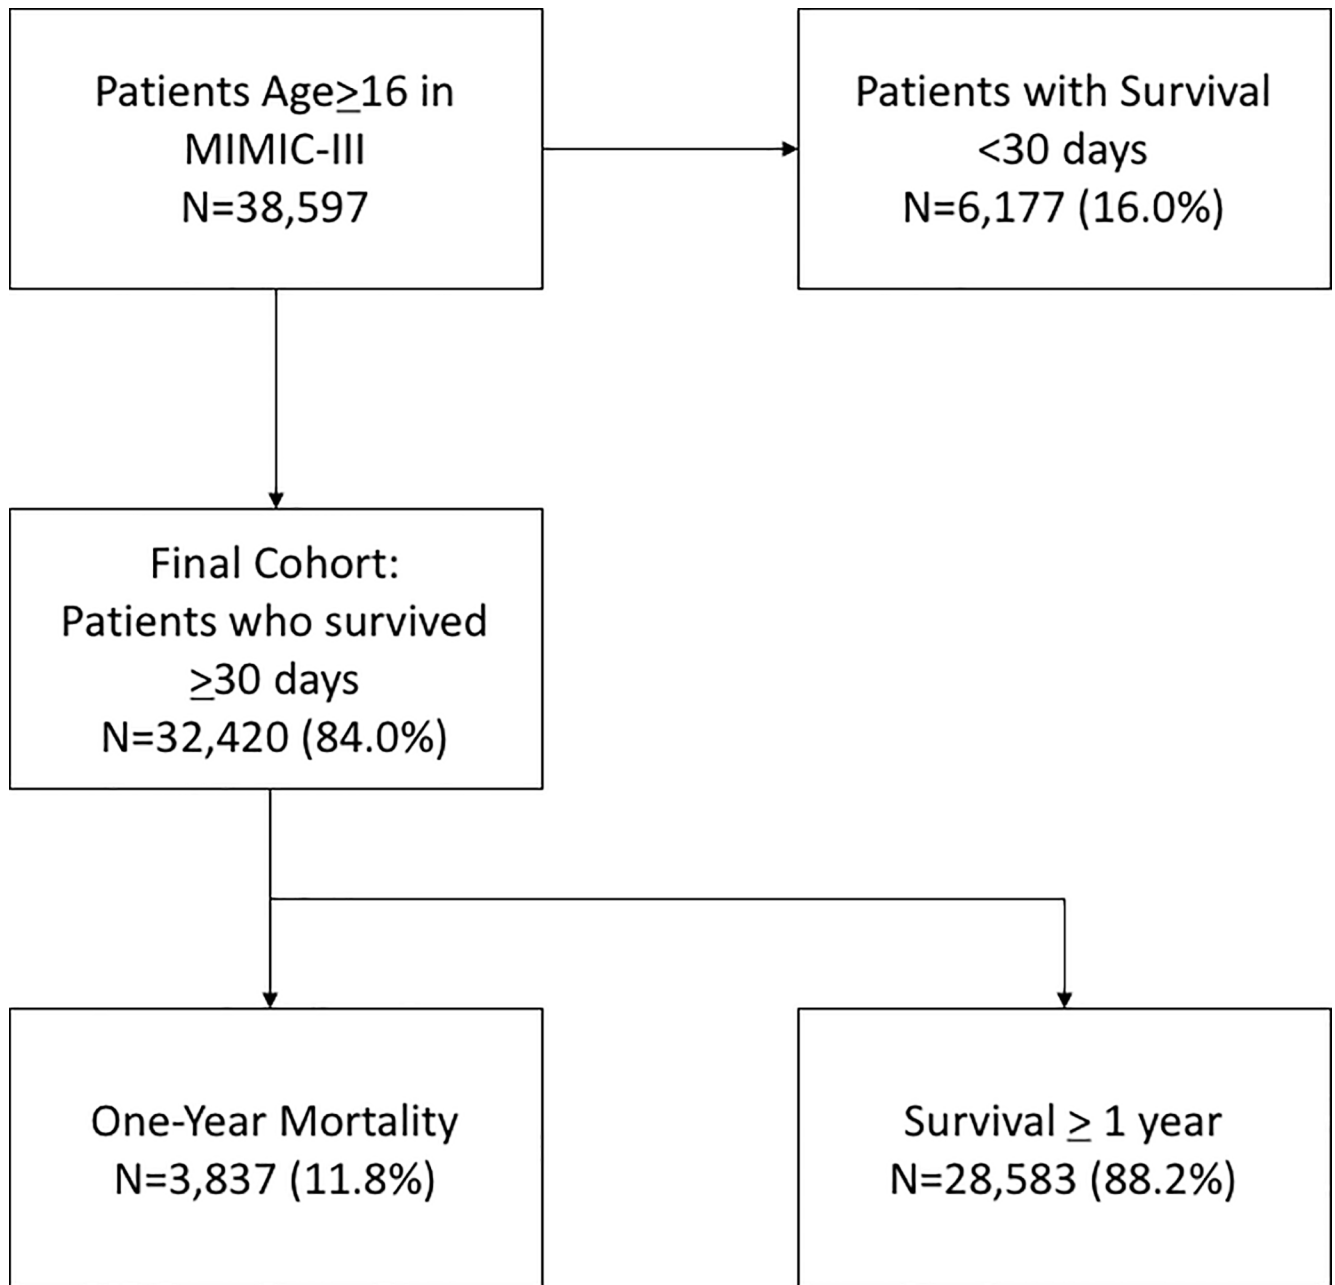 Patients Age≥16 in
MIMIC-III
N=38,597
Patients with Survival
<30 days
N=6,177 (16.0%)
Final Cohort:
Patients who survived
≥30 days
N=32,420 (84.0%)
One-Year Mortality
N=3,837 (11.8%)
Survival ≥ 1 year
N=28,583 (88.2%)